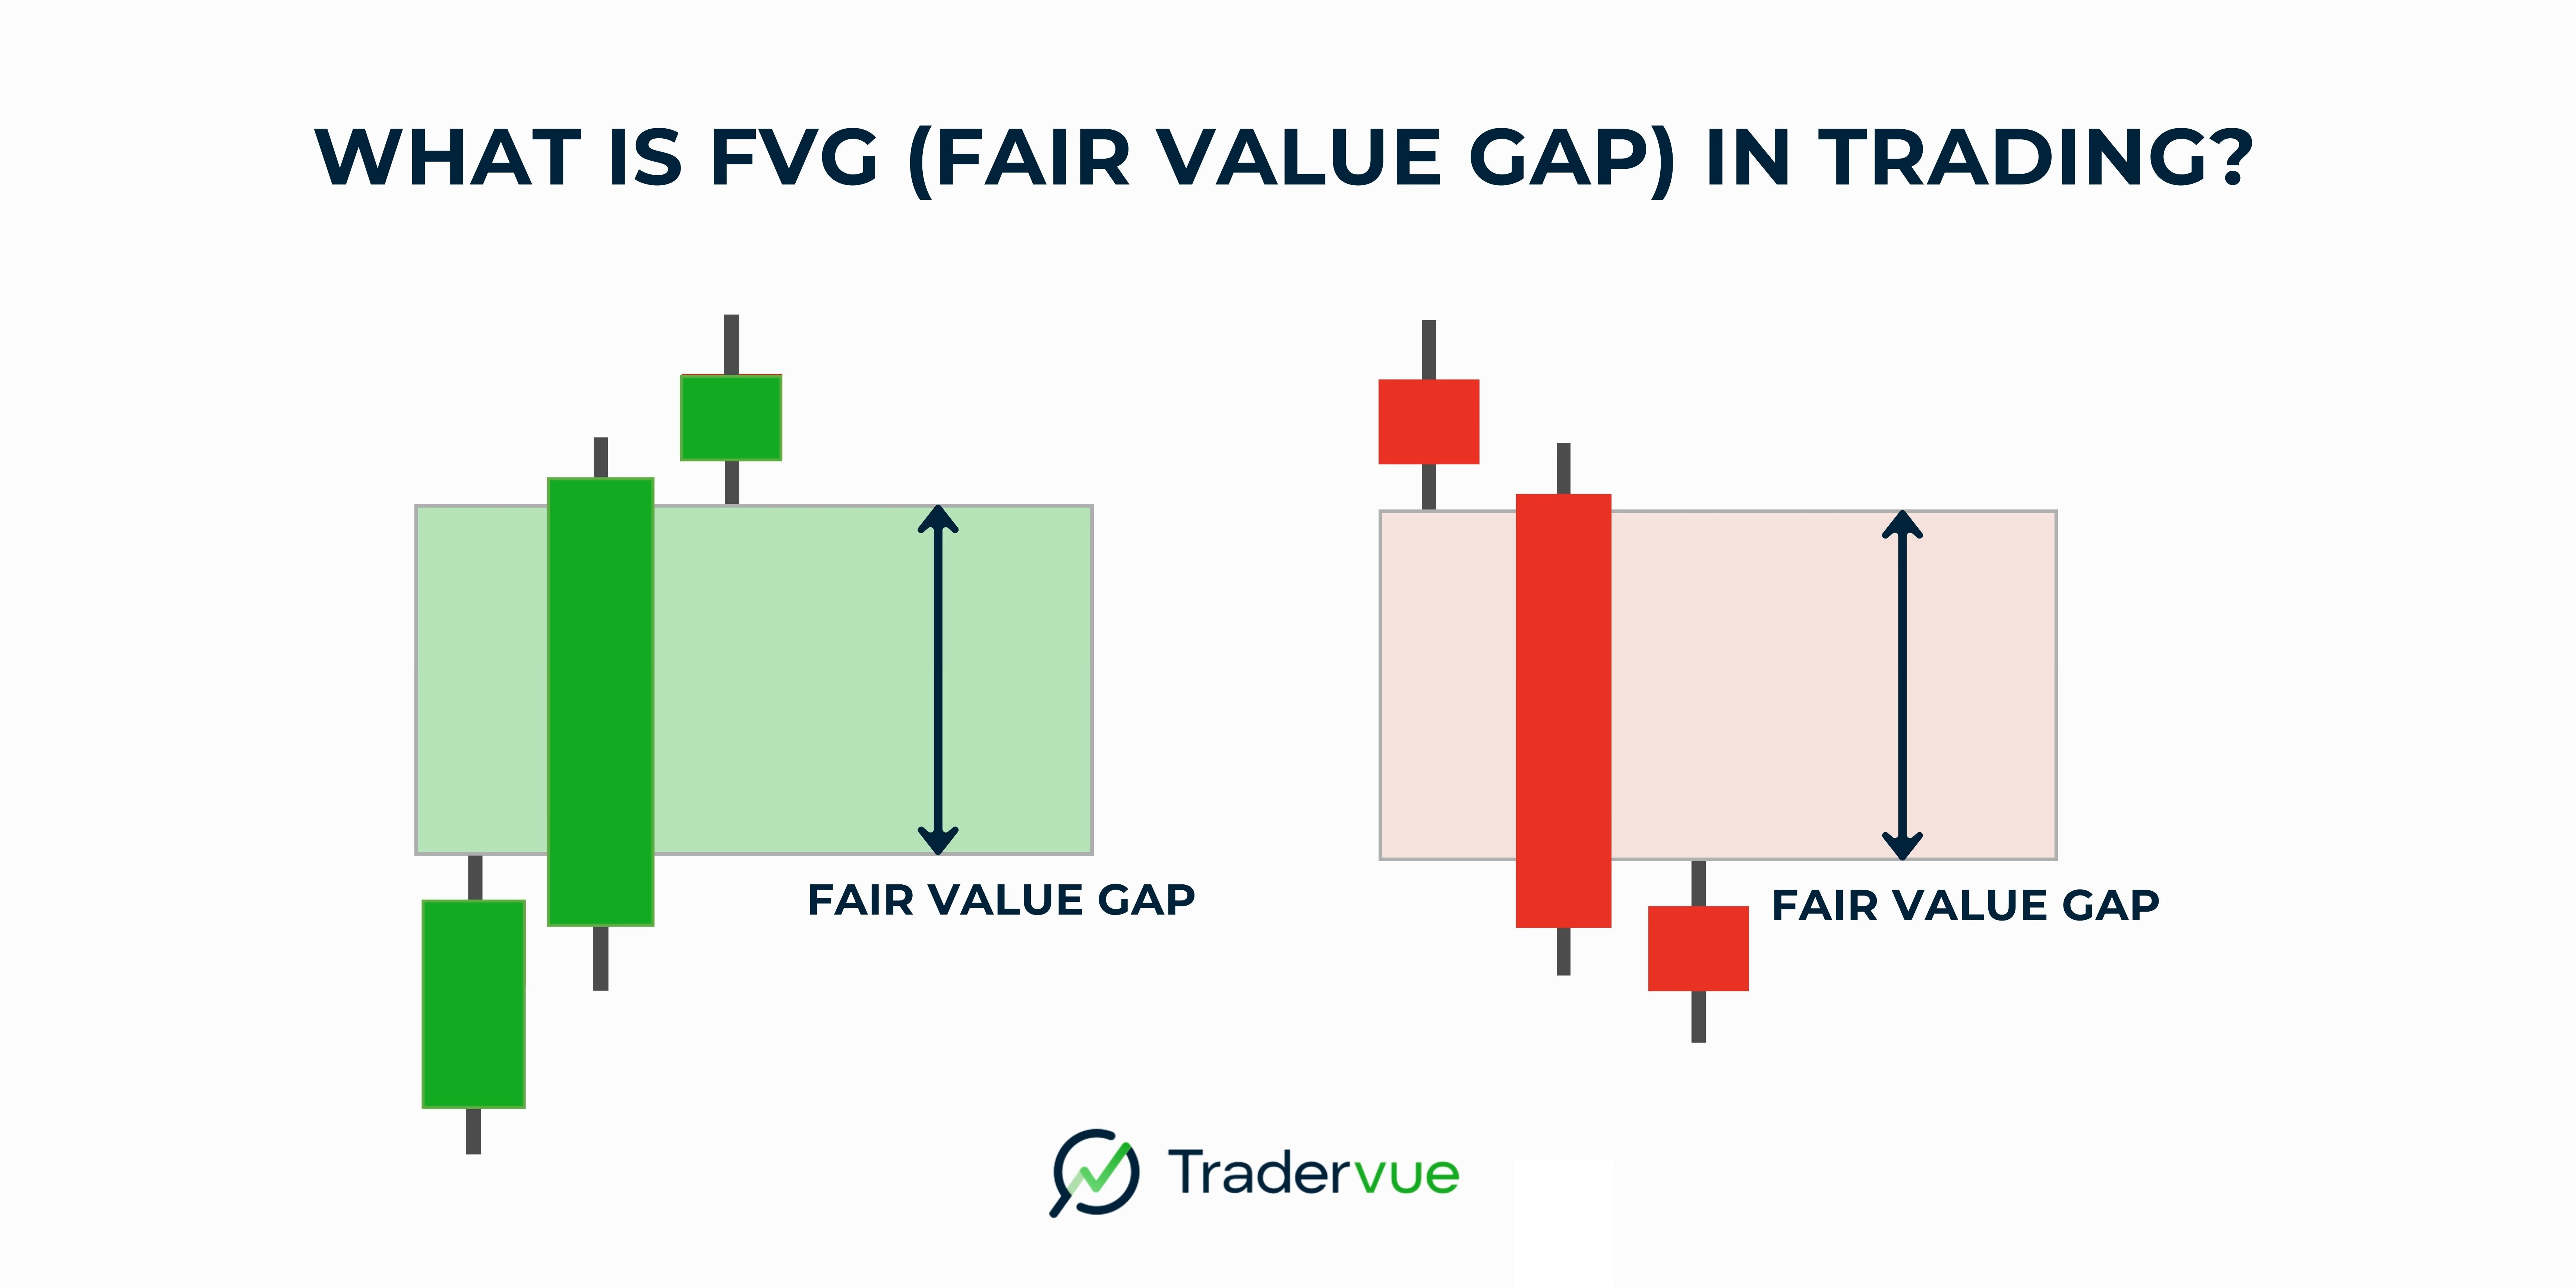 WHAT IS FVG (FAIR VALUE GAP) IN TRADING?
FAIR VALUE GAP
FAIR VALUE GAP
Tradervue